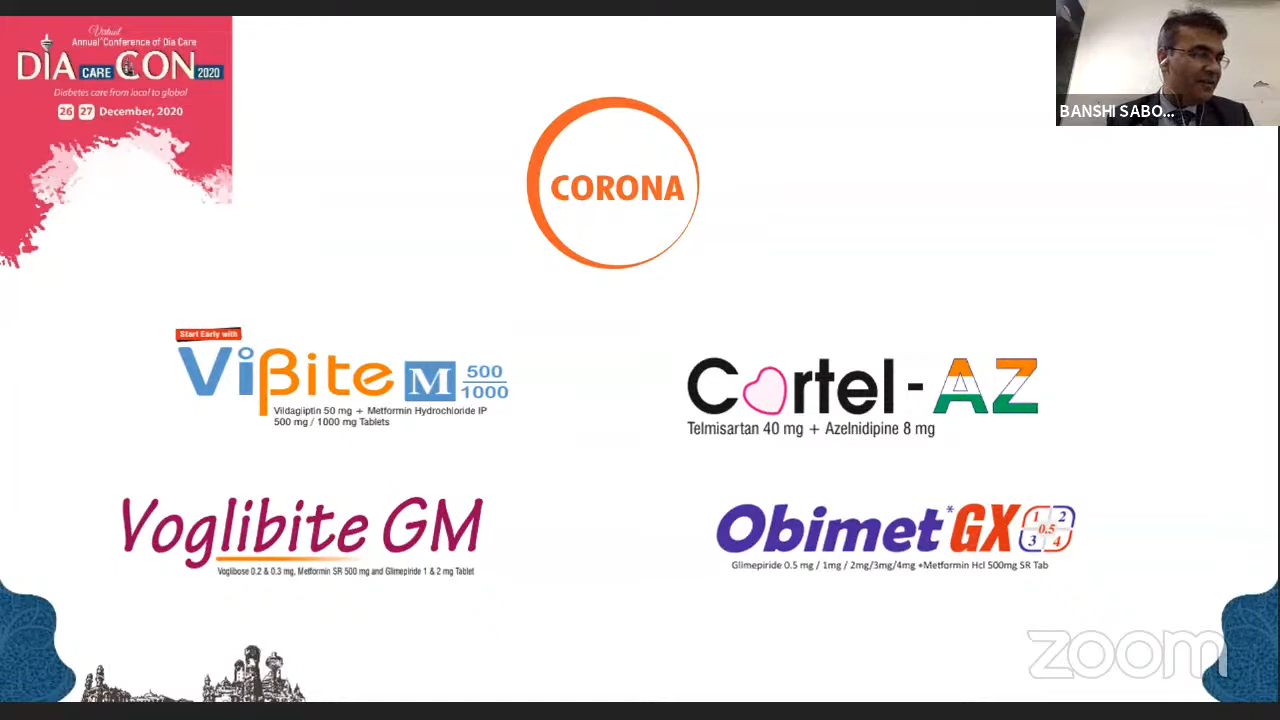 Virtual
Annual Conference of Dia Care
DIA CARE CON 2020
Diabetes care from local to global
26 27 December, 2020
BANSHI SABO...
CORONA
Start Early with
ViβiteM 500
1000
Vildagliptin 50 mg + Metformin Hydrochloride IP
500 mg / 1000 mg Tablets
Cortel-AZ
Telmisartan 40 mg + Azelnidipine 8 mg
Voglibite GM
Voglibose 0.2 & 0.3 mg, Metformin SR 500 mg and Glimepiride 1 & 2 mg Tablet
Obimet*GX 1 2 0.5 3 4
Glimepiride 0.5 mg / 1mg / 2mg/3mg/4mg +Metformin Hcl 500mg SR Tab
zoom